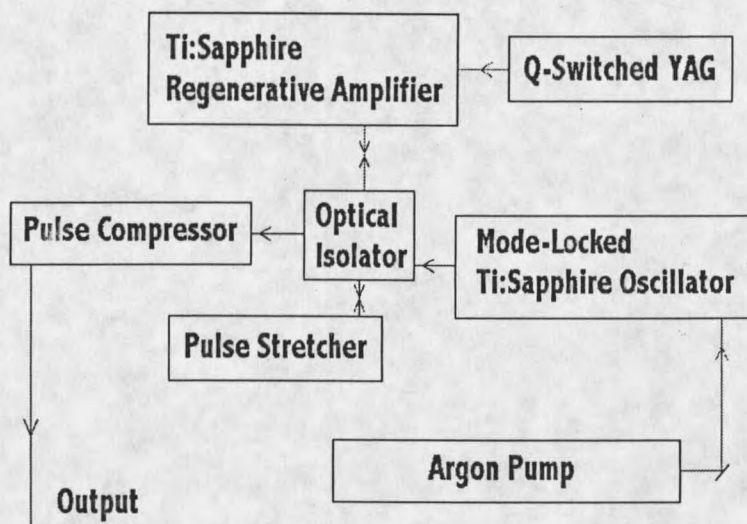 Ti:Sapphire
Regenerative Amplifier
Q-Switched YAG
Pulse Compressor
Optical
Isolator
Mode-Locked
Ti:Sapphire Oscillator
Pulse Stretcher
Argon Pump
Output